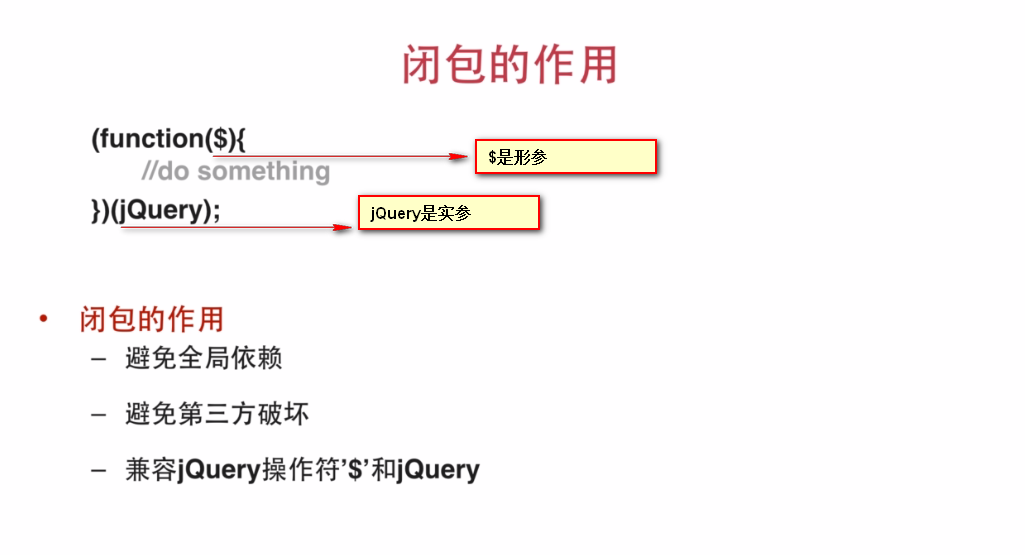 闭包的作用
(function($){
$是形参
//do something
})(jQuery);
jQuery是实参
• 闭包的作用
– 避免全局依赖
– 避免第三方破坏
– 兼容jQuery操作符’$’和jQuery